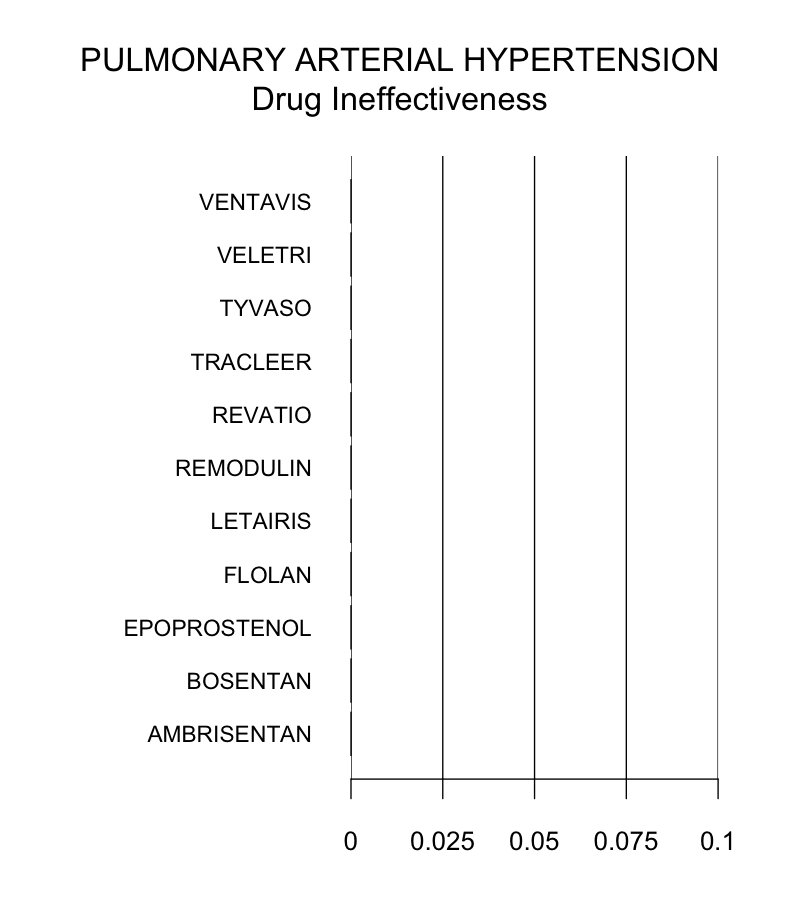 PULMONARY ARTERIAL HYPERTENSION
Drug Ineffectiveness
VENTAVIS
VELETRI
TYVASO
TRACLEER
REVATIO
REMODULIN
LETAIRIS
FLOLAN
EPOPROSTENOL
BOSENTAN
AMBRISENTAN
0 0.025 0.05 0.075 0.1